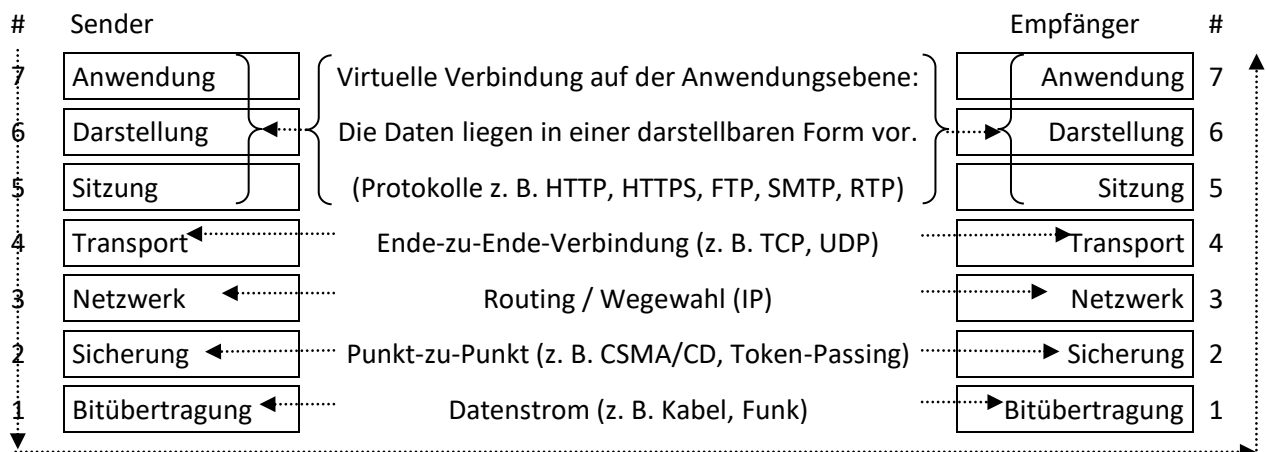 # Sender Empfänger #
7 Anwendung Virtuelle Verbindung auf der Anwendungsebene: Anwendung 7
6 Darstellung Die Daten liegen in einer darstellbaren Form vor. Darstellung 6
5 Sitzung (Protokolle z. B. HTTP, HTTPS, FTP, SMTP, RTP) Sitzung 5
4 Transport Ende-zu-Ende-Verbindung (z. B. TCP, UDP) Transport 4
3 Netzwerk Routing / Wegewahl (IP) Netzwerk 3
2 Sicherung Punkt-zu-Punkt (z. B. CSMA/CD, Token-Passing) Sicherung 2
1 Bitübertragung Datenstrom (z. B. Kabel, Funk) Bitübertragung 1